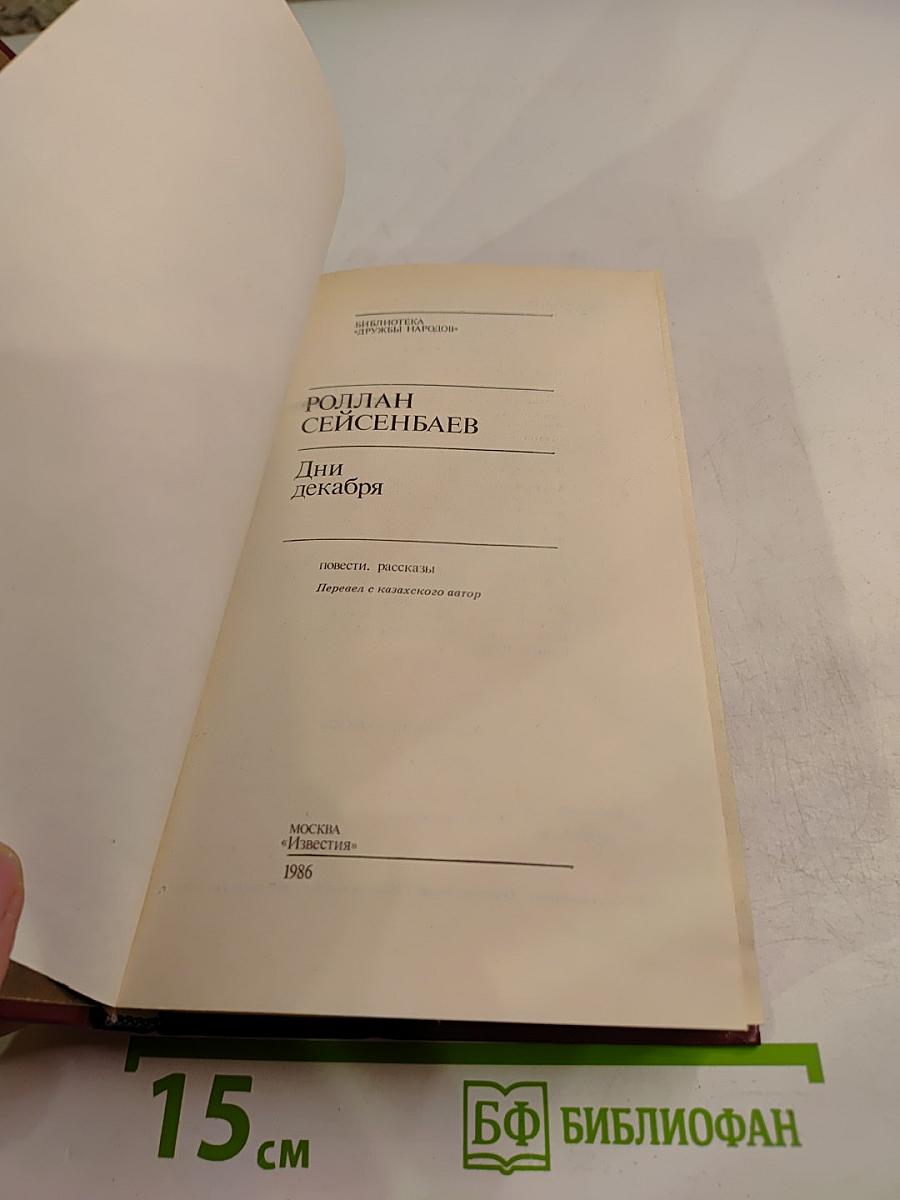 БИБЛИОТЕКА
«ДРУЖБЫ НАРОДОВ»
РОЛЛАН
СЕЙСЕНБАЕВ
Дни
декабря
повести. рассказы
Перевел с казахского автор
МОСКВА
«Известия»
1986
15 см
БФ БИБЛИОФАН